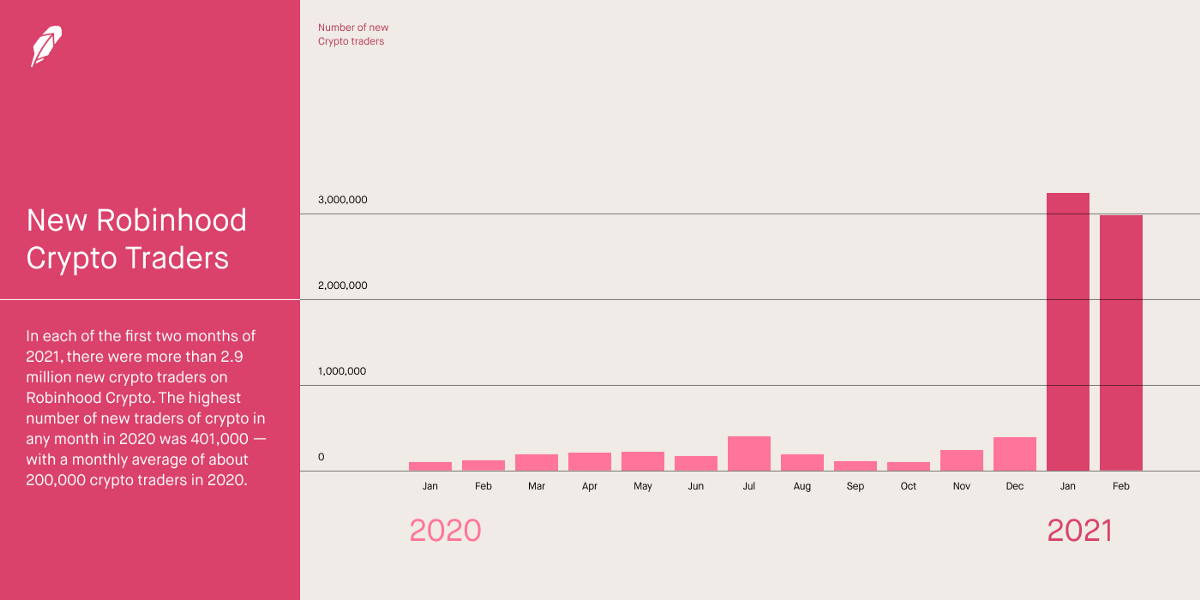 New Robinhood
Crypto Traders
In each of the first two months of
2021, there were more than 2.9
million new crypto traders on
Robinhood Crypto. The highest
number of new traders of crypto in
any month in 2020 was 401,000 —
with a monthly average of about
200,000 crypto traders in 2020.
Number of new
Crypto traders
3,000,000
2,000,000
1,000,000
0
Jan Feb Mar Apr May Jun Jul Aug Sep Oct Nov Dec Jan Feb
2020 2021